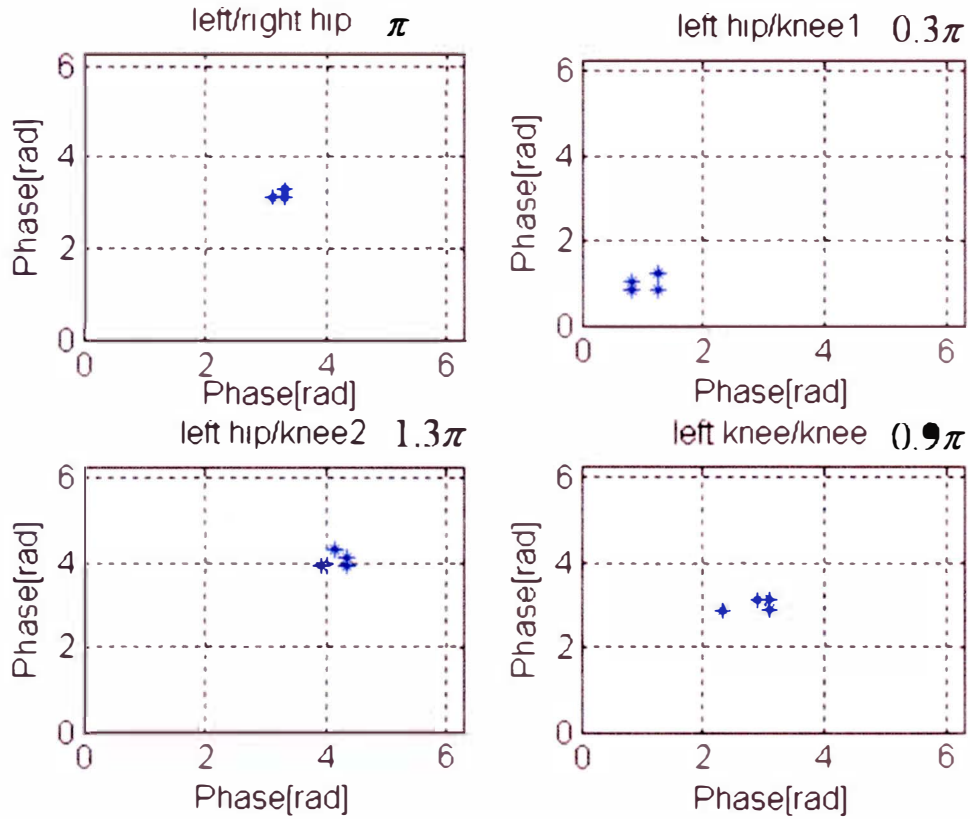 left/right hip π
6
4
2
0
0 2 4 6
Phase[rad]
Phase[rad]
left hip/knee1 0.3π
6
4
2
0
0 2 4 6
Phase[rad]
Phase[rad]
left hip/knee2 1.3π
6
4
2
0
0 2 4 6
Phase[rad]
Phase[rad]
left knee/knee 0.9π
6
4
2
0
0 2 4 6
Phase[rad]
Phase[rad]